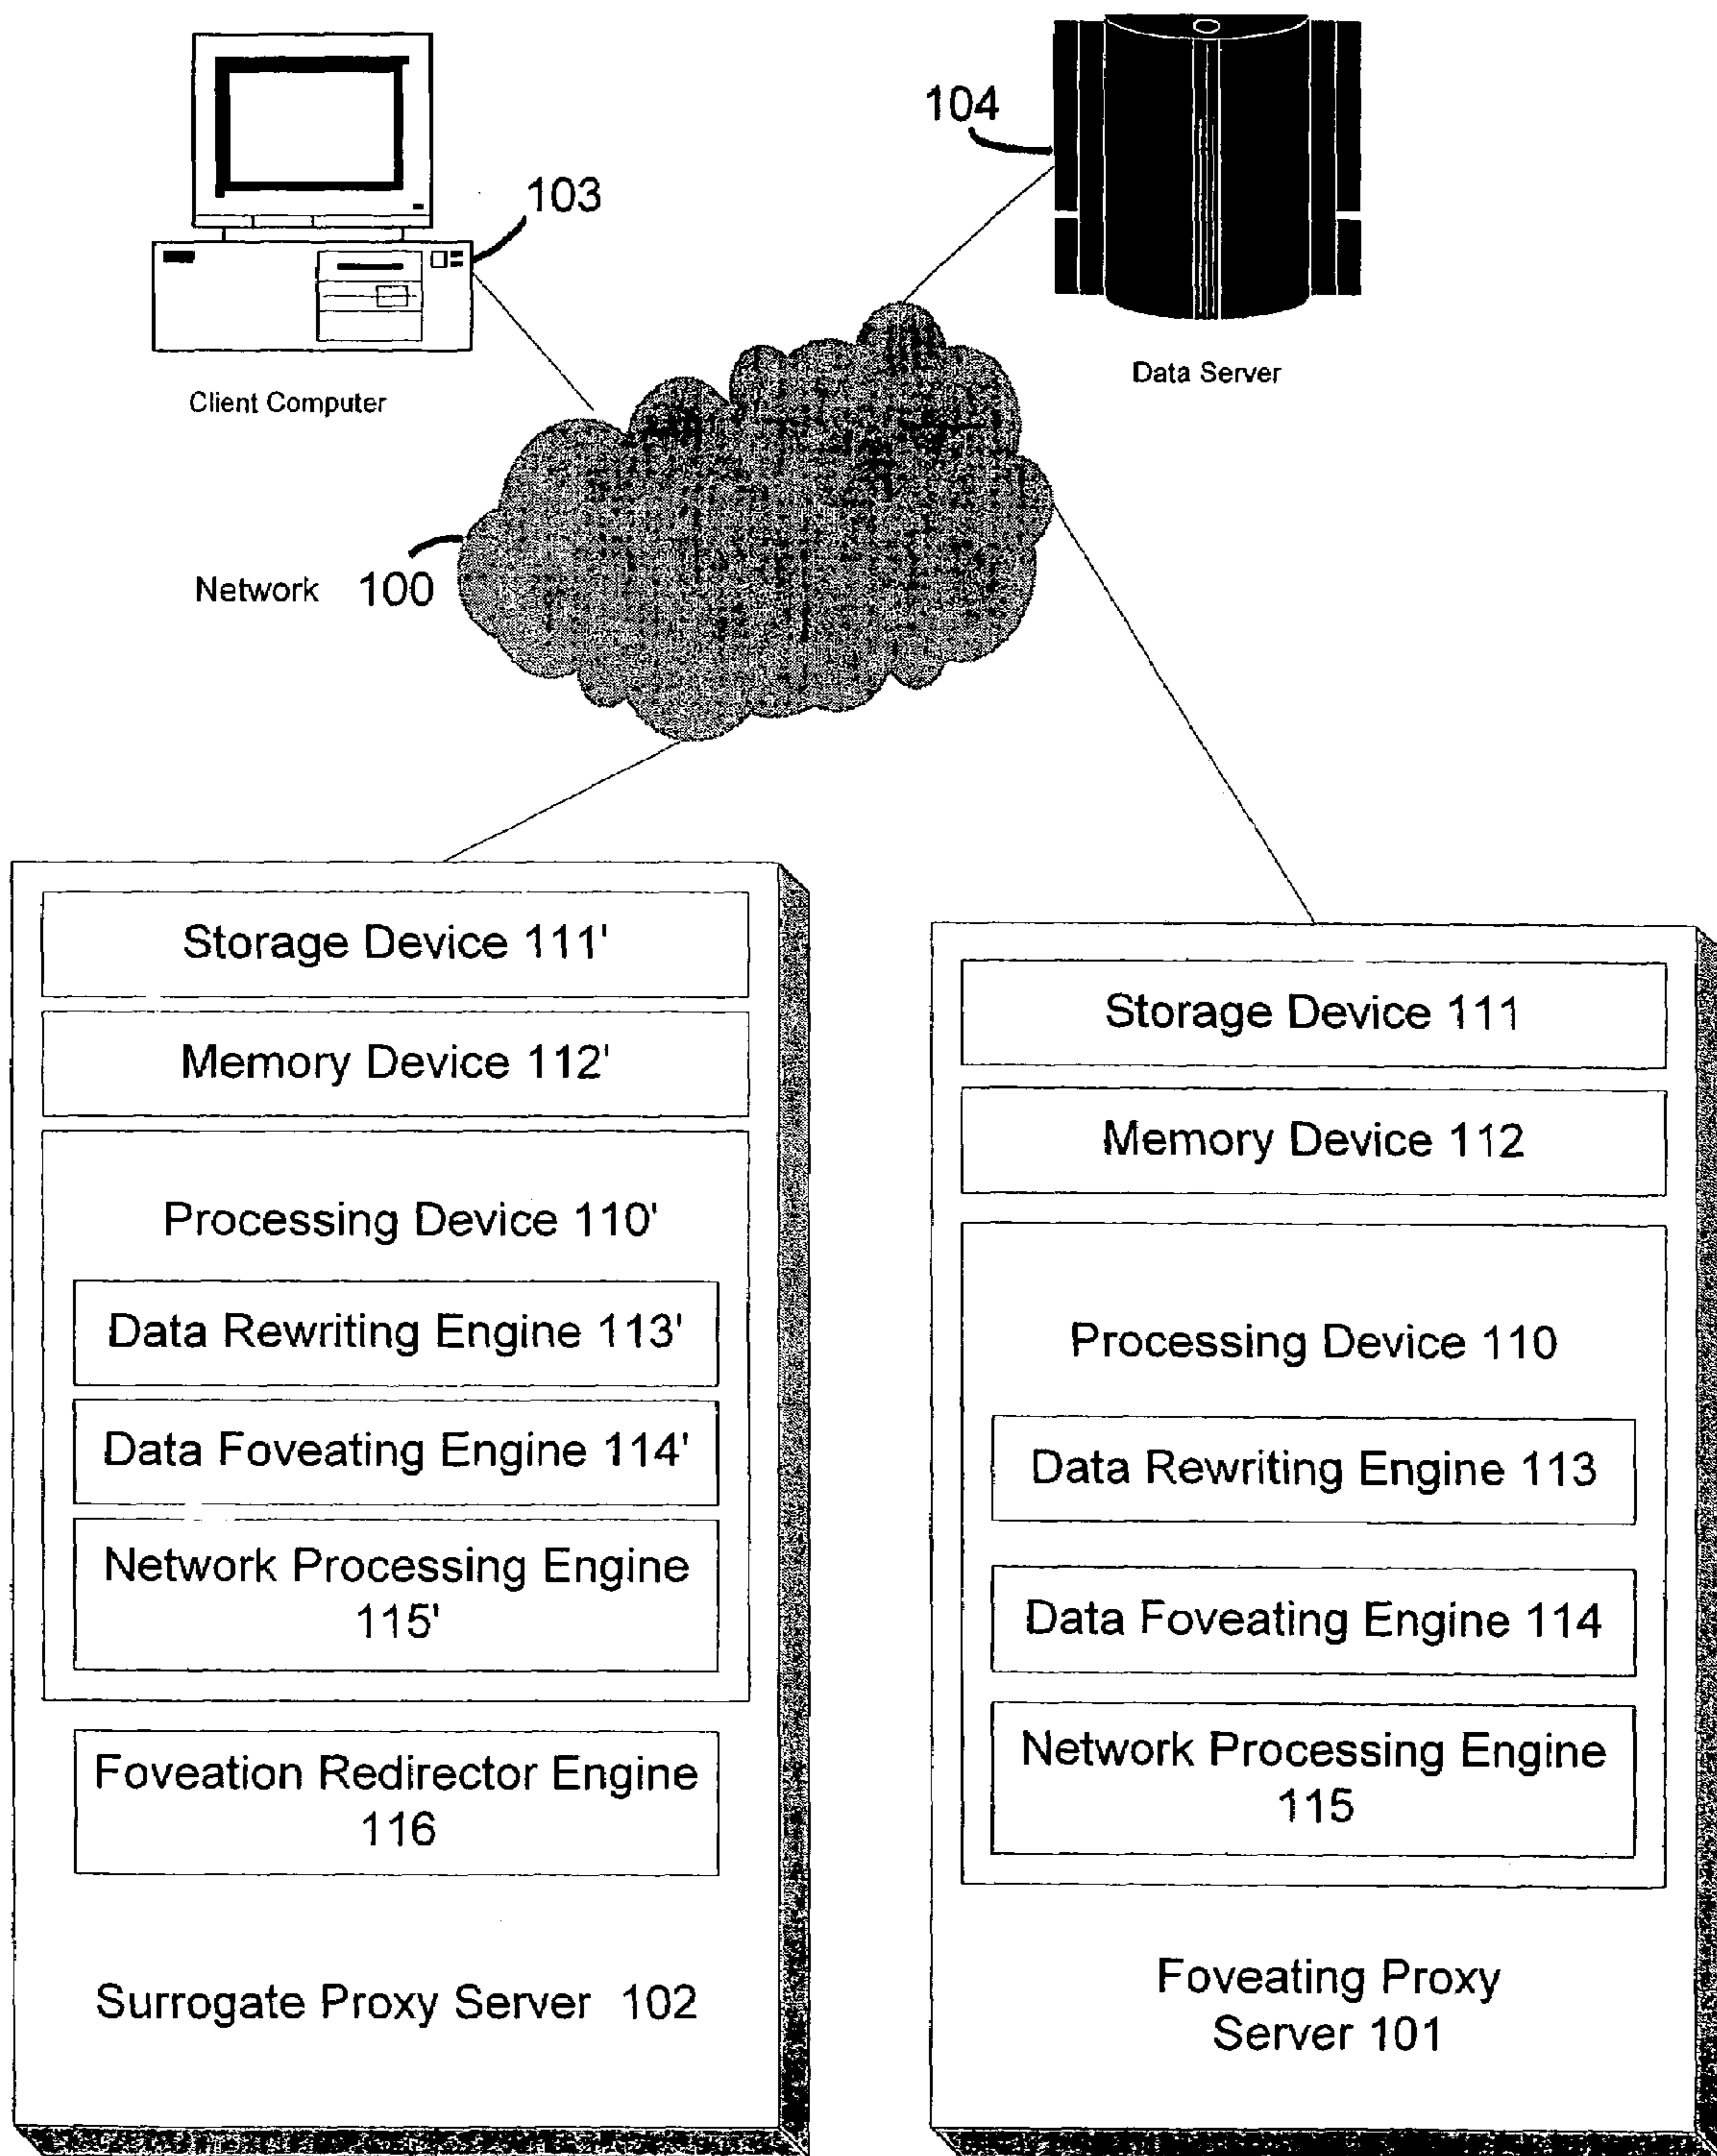 104
103
Data Server
Client Computer
Network 100
Storage Device 111'
Memory Device 112'
Processing Device 110'
Data Rewriting Engine 113'
Data Foveating Engine 114'
Network Processing Engine
115'
Foveation Redirector Engine
116
Surrogate Proxy Server 102
Storage Device 111
Memory Device 112
Processing Device 110
Data Rewriting Engine 113
Data Foveating Engine 114
Network Processing Engine
115
Foveating Proxy
Server 101